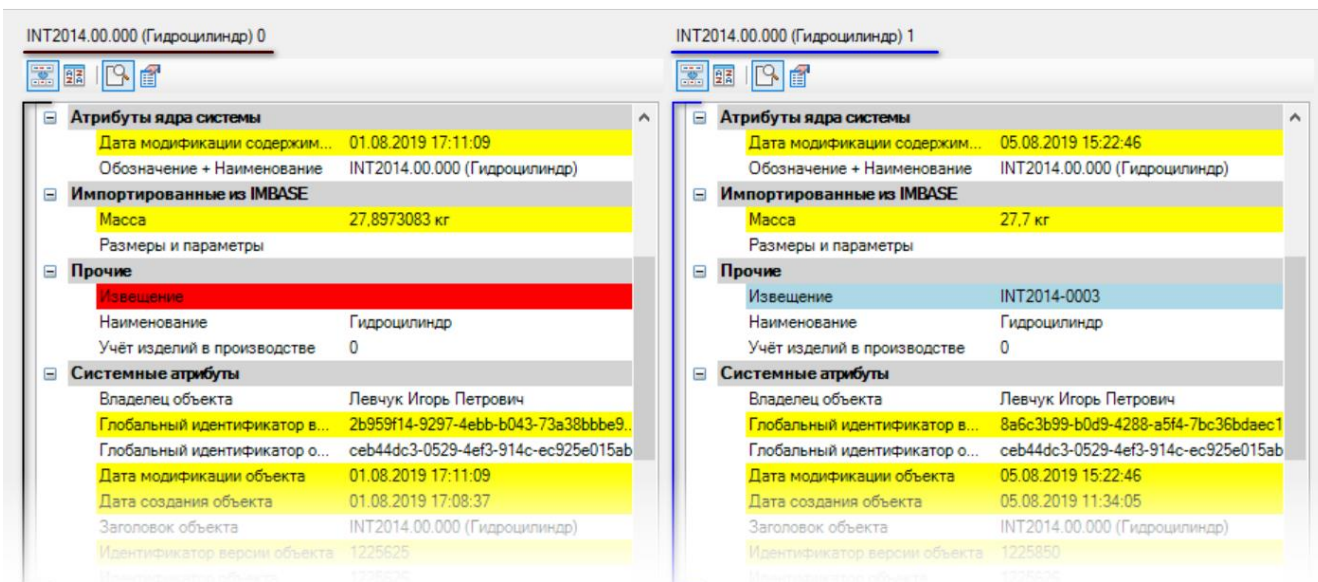 INT2014.00.000 (Гидроцилиндр) 0
Атрибуты ядра системы
Дата модификации содержим... 01.08.2019 17:11:09
Обозначение + Наименование INT2014.00.000 (Гидроцилиндр)
Импортированные из IMBASE
Масса 27,8973083 кг
Размеры и параметры
Прочие
Извещение
Наименование Гидроцилиндр
Учёт изделий в производстве 0
Системные атрибуты
Владелец объекта Левчук Игорь Петрович
Глобальный идентификатор в... 2b959f14-9297-4ebb-b043-73a38bbbe9...
Глобальный идентификатор о... ceb44dc3-0529-4ef3-914c-ec925e015ab
Дата модификации объекта 01.08.2019 17:11:09
Дата создания объекта 01.08.2019 17:08:37
Заголовок объекта INT2014.00.000 (Гидроцилиндр)
Идентификатор версии объекта 1225625
Идентификатор объекта 1225626
INT2014.00.000 (Гидроцилиндр) 1
Атрибуты ядра системы
Дата модификации содержим... 05.08.2019 15:22:46
Обозначение + Наименование INT2014.00.000 (Гидроцилиндр)
Импортированные из IMBASE
Масса 27,7 кг
Размеры и параметры
Прочие
Извещение INT2014-0003
Наименование Гидроцилиндр
Учёт изделий в производстве 0
Системные атрибуты
Владелец объекта Левчук Игорь Петрович
Глобальный идентификатор в... 8a6c3b99-b0d9-4288-a5f4-7bc36bdaec1
Глобальный идентификатор о... ceb44dc3-0529-4ef3-914c-ec925e015ab
Дата модификации объекта 05.08.2019 15:22:46
Дата создания объекта 05.08.2019 11:34:05
Заголовок объекта INT2014.00.000 (Гидроцилиндр)
Идентификатор версии объекта 1225850
Идентификатор объекта 1225626